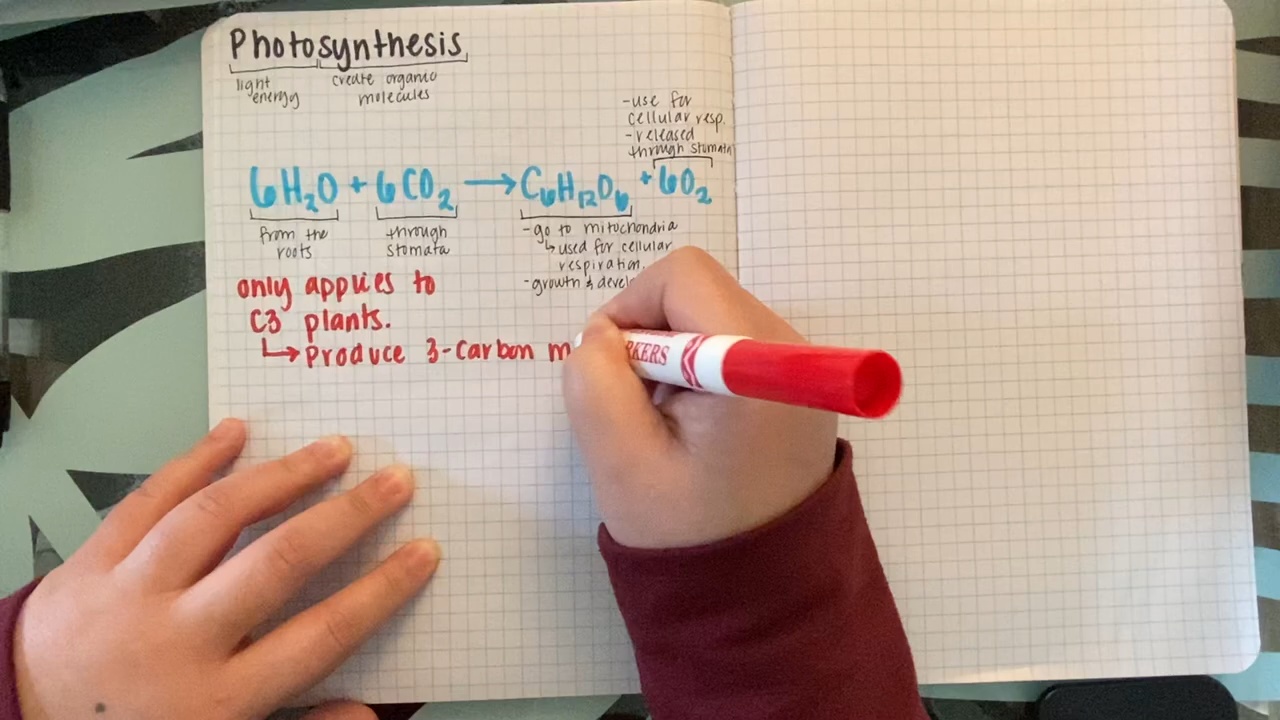 Photosynthesis
light energy
create organic molecules
-use for
cellular resp.
-released
through stomata
6H₂O + 6CO₂ → C₆H₁₂O₆ + 6O₂
from the roots
through stomata
-go to mitochondria
↳ used for cellular
respiration.
-growth &
only applies to
C3 plants.
↳ Produce 3-Carbon